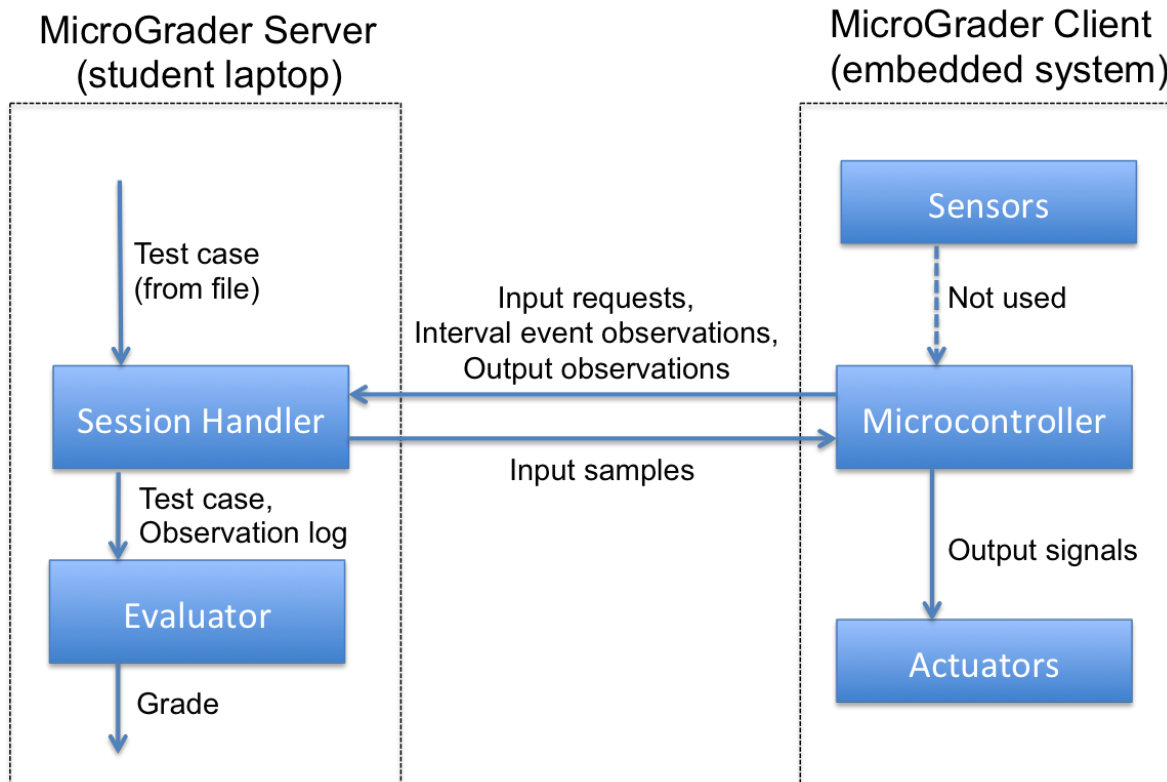 MicroGrader Server
(student laptop)
MicroGrader Client
(embedded system)
Test case
(from file)
Sensors
Not used
Input requests,
Interval event observations,
Output observations
Session Handler
Microcontroller
Input samples
Test case,
Observation log
Output signals
Evaluator
Actuators
Grade